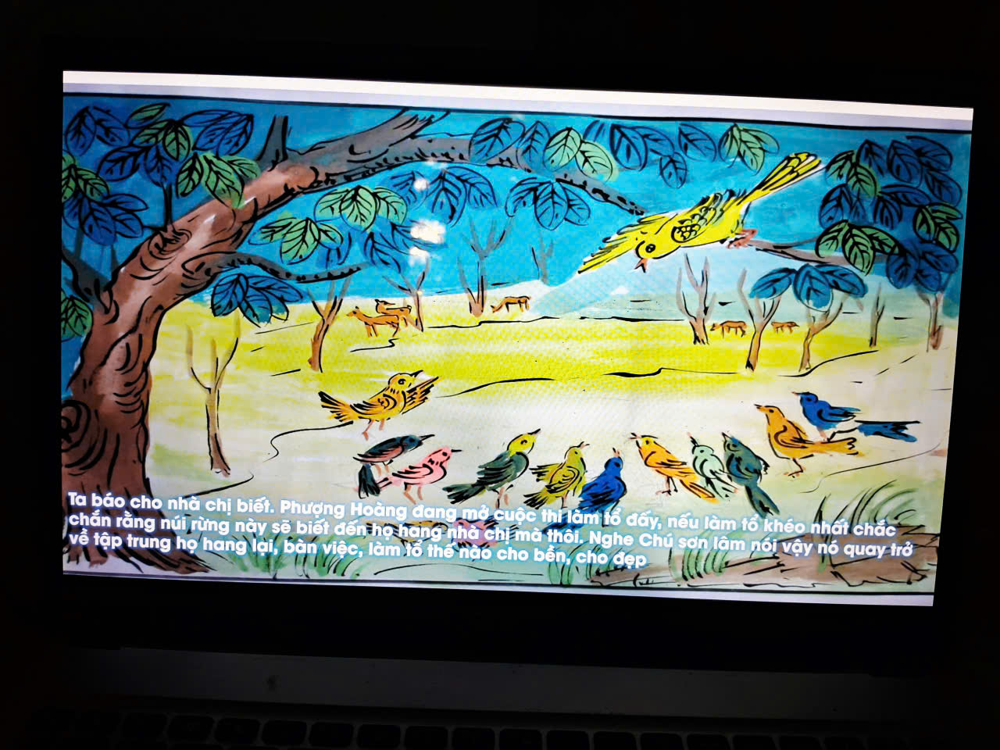 Ta báo cho nhà chị biết. Phượng Hoàng đang mở cuộc thi làm tổ đấy, nếu làm tổ khéo nhất chắc
chắn rằng núi rừng này sẽ biết đến họ hang nhà chị mà thôi. Nghe Chú sơn lâm nói vậy nó quay trở
về tập trung họ hang lại, bàn việc, làm tổ thế nào cho bền, cho đẹp